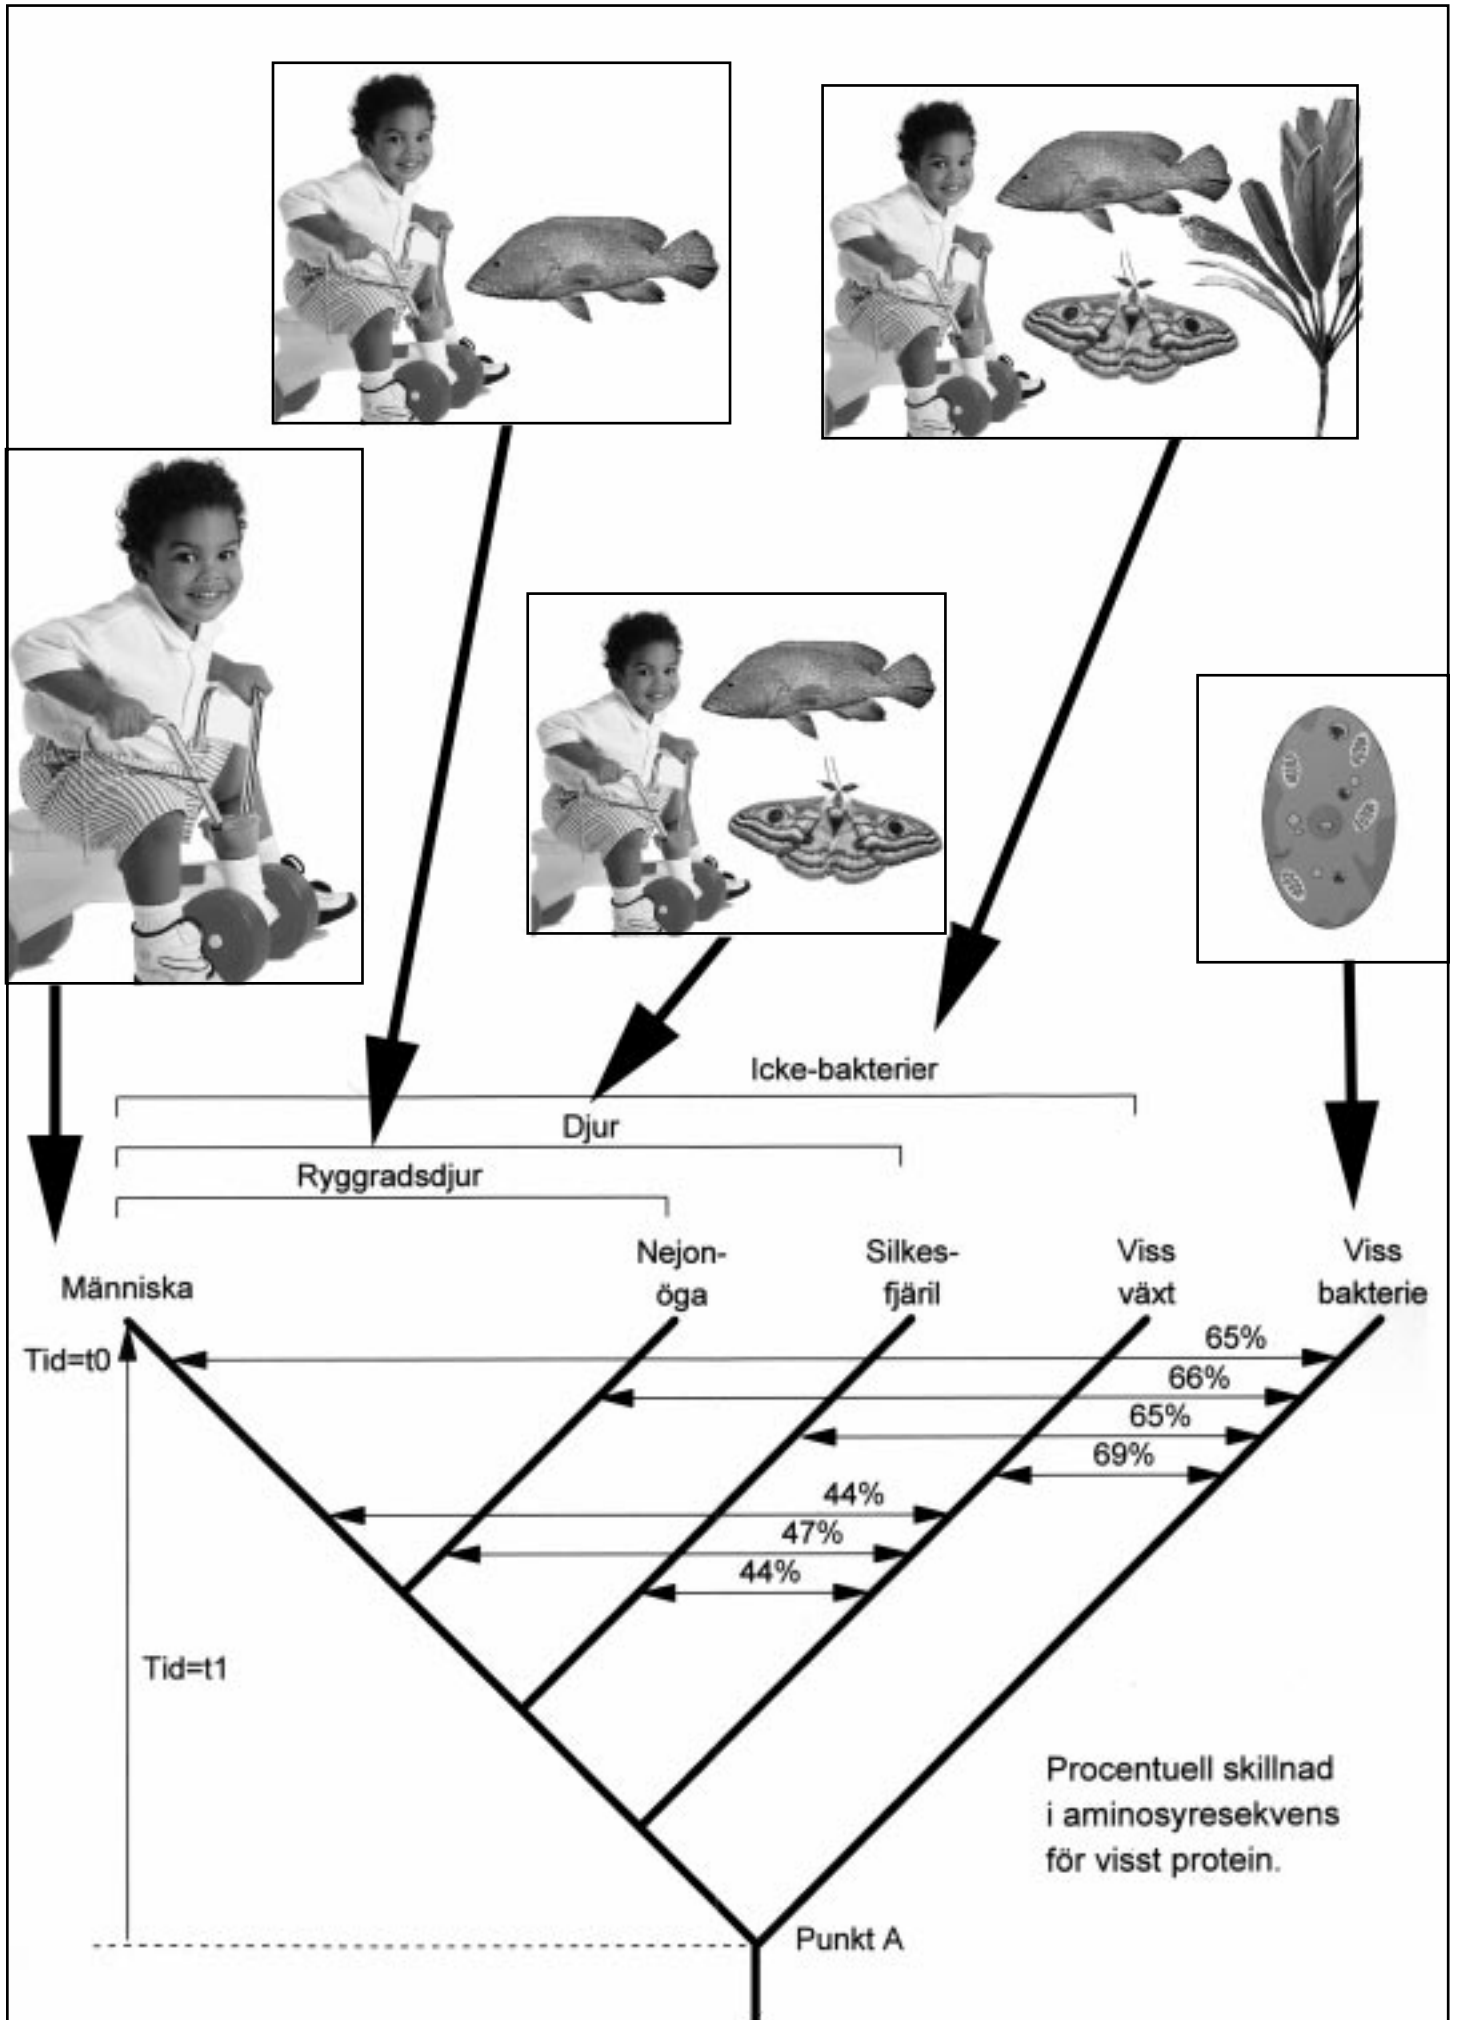 Icke-bakterier
Djur
Ryggradsdjur
Människa
Nejon-
öga
Silkes-
fjäril
Viss
växt
Viss
bakterie
Tid=t0
65%
66%
65%
69%
44%
47%
44%
Tid=t1
Procentuell skillnad
i aminosyresekvens
för visst protein.
Punkt A